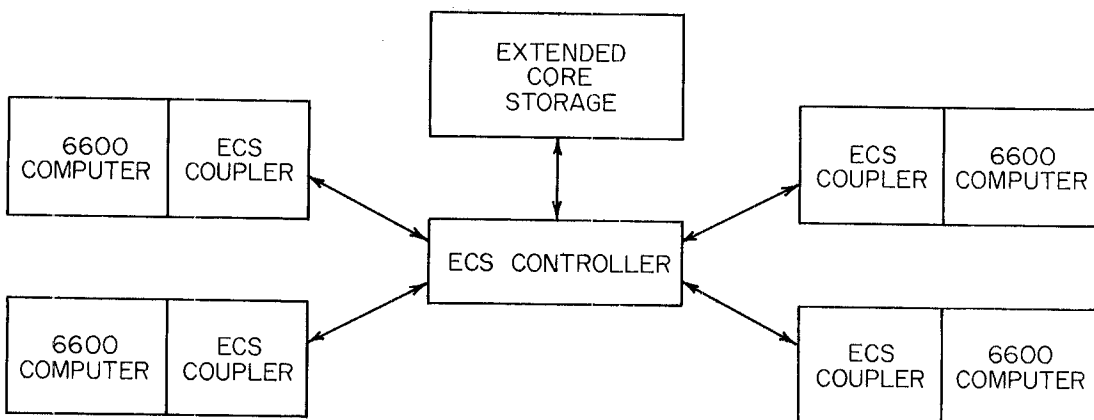 EXTENDED
CORE
STORAGE
6600
COMPUTER
ECS
COUPLER
ECS
COUPLER
6600
COMPUTER
ECS CONTROLLER
6600
COMPUTER
ECS
COUPLER
ECS
COUPLER
6600
COMPUTER